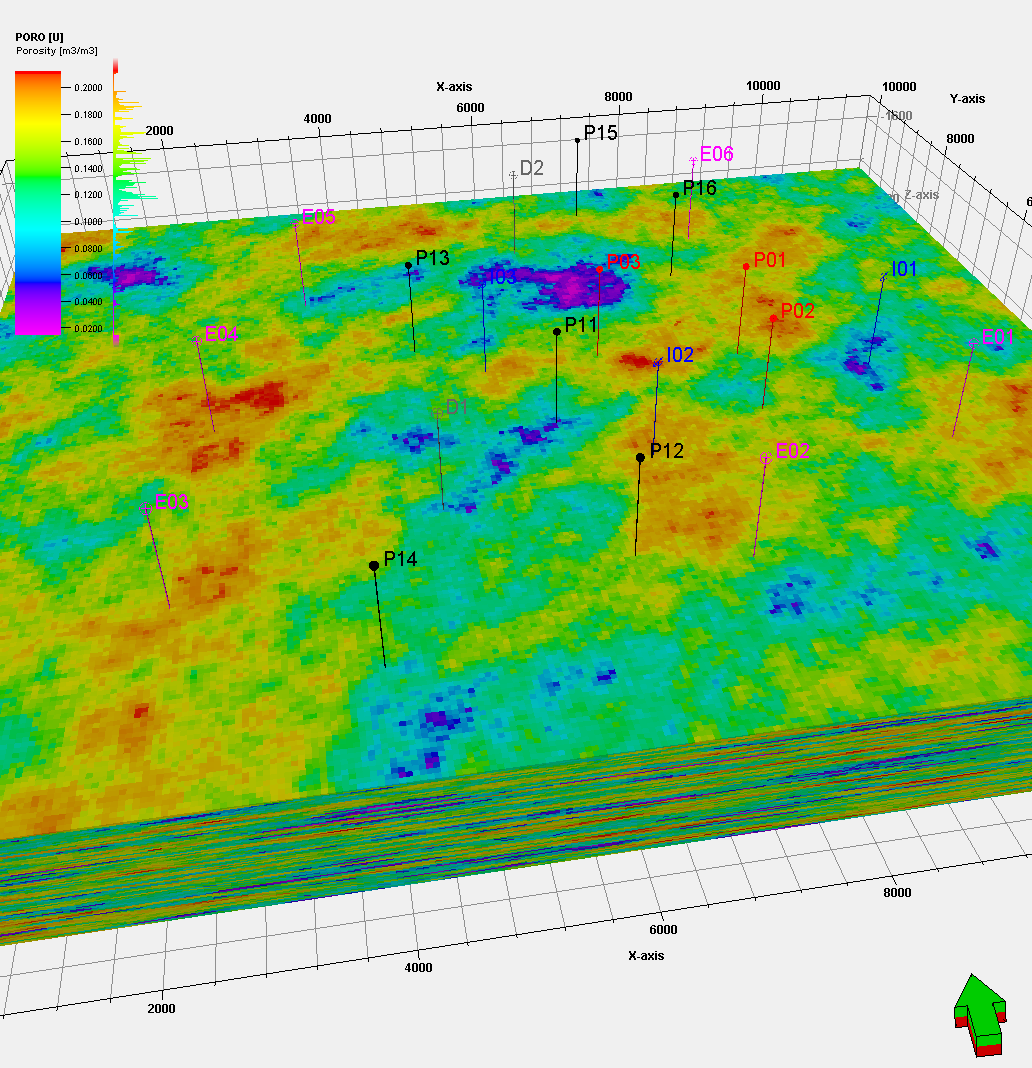 PORO [U]
Porosity [m3/m3]
0.2000
0.1800
0.1600
0.1400
0.1200
0.1000
0.0800
0.0600
0.0400
0.0200
X-axis
2000
4000
6000
8000
10000
10000
Y-axis
8000
Z-axis
P15
D2
E06
P16
E05
P13
I03
P03
P01
I01
P02
P11
E04
I02
E01
D1
P12
E02
E03
P14
2000
4000
6000
8000
X-axis